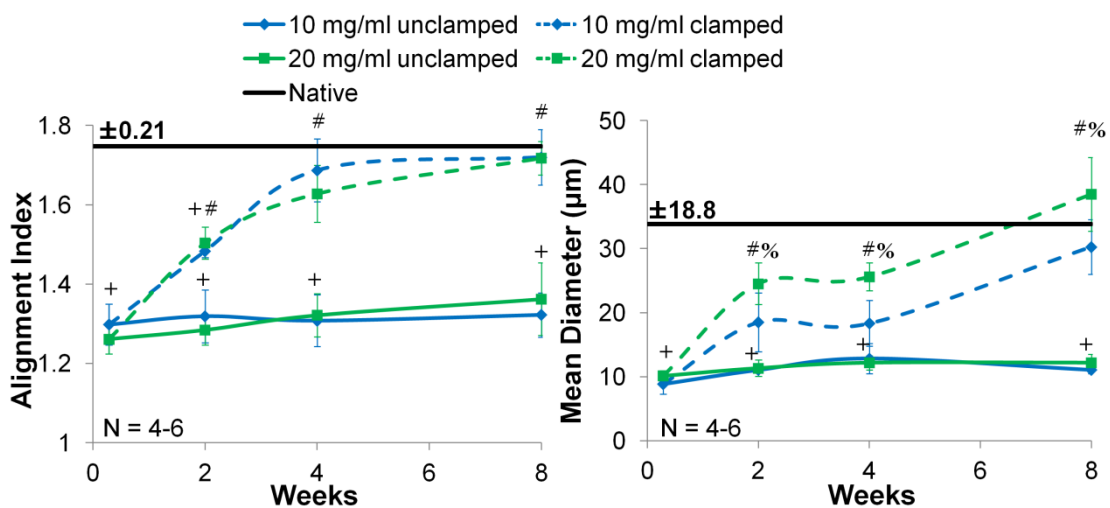 10 mg/ml unclamped 10 mg/ml clamped
20 mg/ml unclamped 20 mg/ml clamped
Native
Alignment Index
1.8
1.6
1.4
1.2
1
±0.21
#
#
+#
+
+
+
+
N = 4-6
0 2 4 6 8
Weeks
Mean Diameter (µm)
50
40
30
20
10
0
#%
±18.8
#%
#%
+
+
+
+
N = 4-6
0 2 4 6 8
Weeks